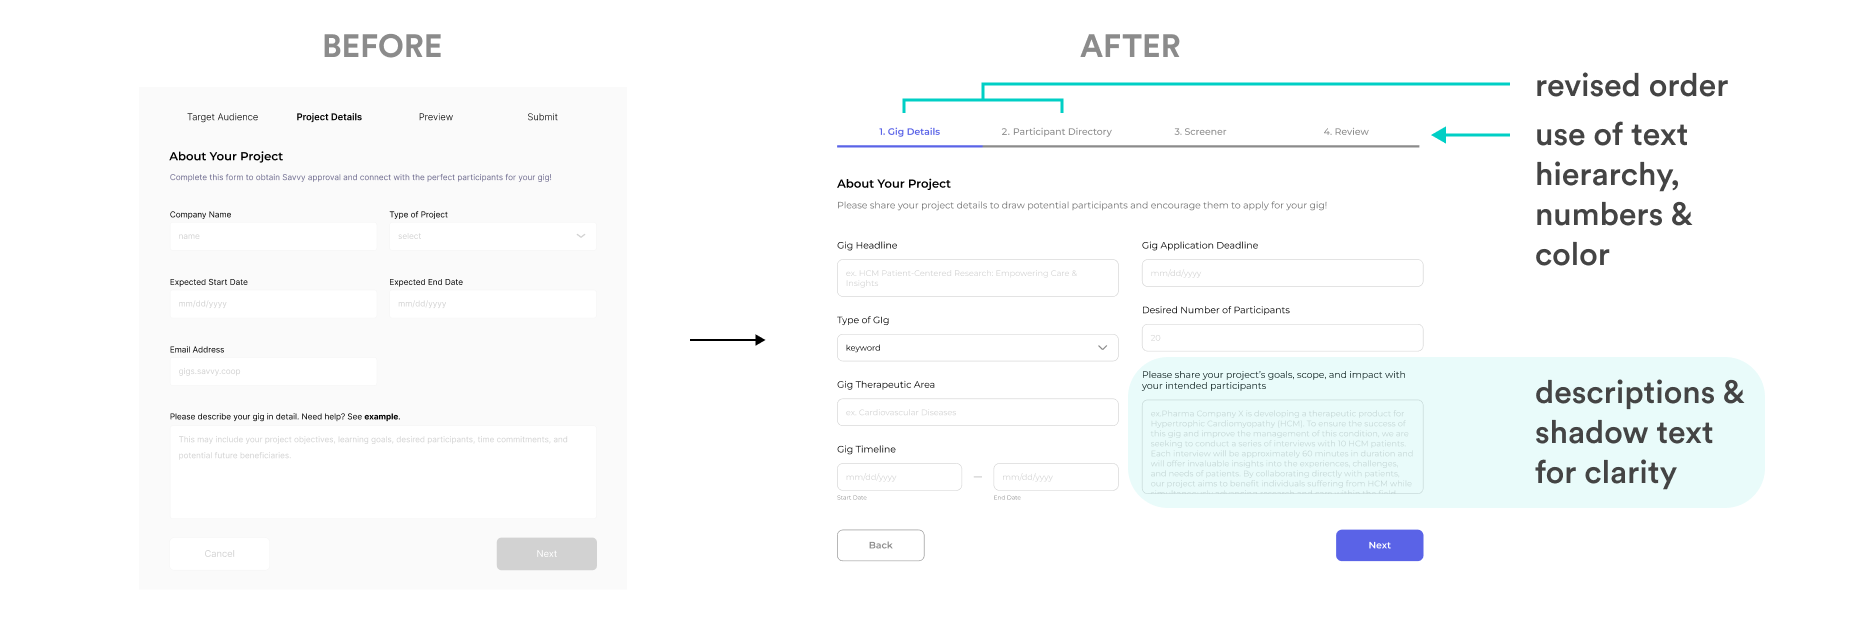 BEFORE
Target Audience Project Details Preview Submit
About Your Project
Complete this form to obtain Savvy approval and connect with the perfect participants for your gig!
Company Name Type of Project
name select
Expected Start Date Expected End Date
mm/dd/yyyy mm/dd/yyyy
Email Address
gigs.savvy.coop
Please describe your gig in detail. Need help? See example.
This may include your project objectives, learning goals, desired participants, time commitments, and
potential future beneficiaries.
Cancel Next
AFTER
1. Gig Details 2. Participant Directory 3. Screener 4. Review
About Your Project
Please share your project details to draw potential participants and encourage them to apply for your gig!
Gig Headline
ex. HCM Patient-Centered Research: Empowering Care &
Insights
Type of GIg
keyword
Gig Therapeutic Area
ex. Cardiovascular Diseases
Gig Timeline
mm/dd/yyyy — mm/dd/yyyy
Start Date End Date
Gig Application Deadline
mm/dd/yyyy
Desired Number of Participants
20
Please share your project's goals, scope, and impact with
your intended participants
ex.Pharma Company X is developing a therapeutic product for
Hypertrophic Cardiomyopathy (HCM). To ensure the success of
this gig and improve the management of this condition, we are
seeking to conduct a series of interviews with 10 HCM patients.
Each interview will be approximately 60 minutes in duration and
will offer invaluable insights into the experiences, challenges,
and needs of patients. By collaborating directly with patients,
our project aims to benefit individuals suffering from HCM while
Back Next
revised order
use of text
hierarchy,
numbers &
color
descriptions &
shadow text
for clarity